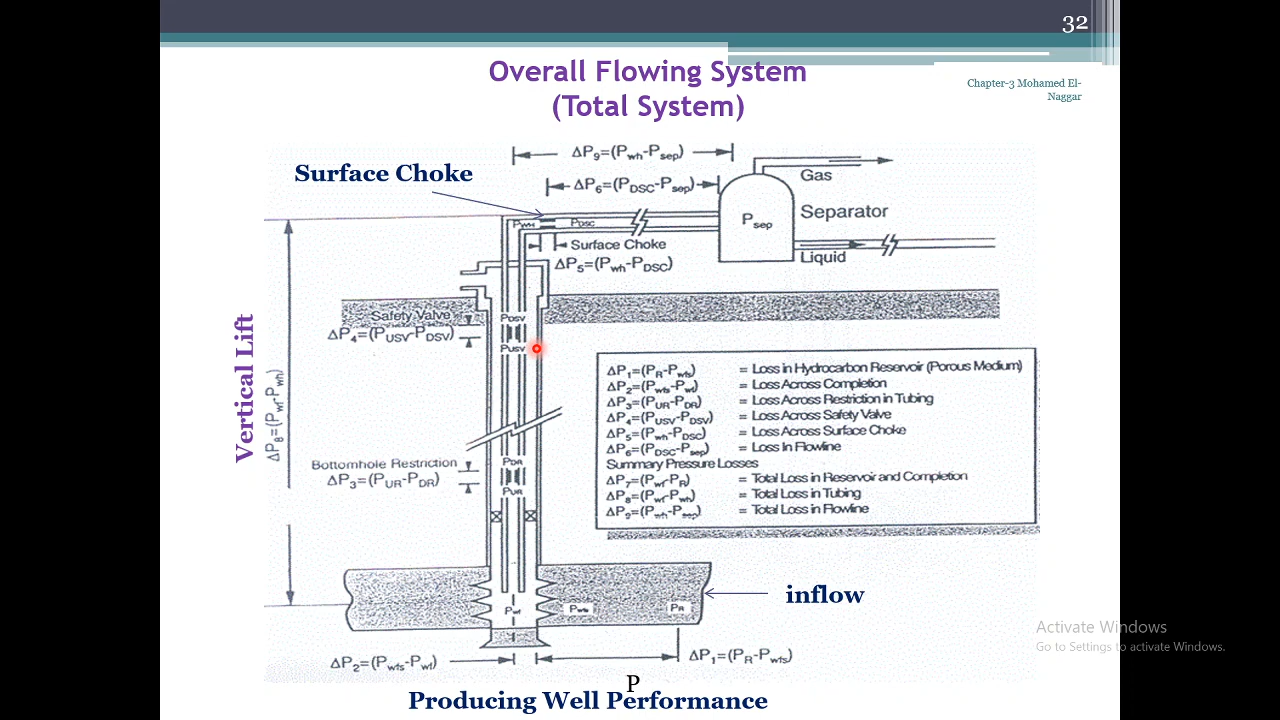 32
Overall Flowing System
(Total System)
Chapter-3 Mohamed El-
Naggar
ΔP₉=(Pwh-Psep)
Surface Choke
ΔP₆=(PDSC-Psep)
Gas
Separator
Psep
PWH
PDSC
Surface Choke
ΔP₅=(Pwh-PDSC)
Liquid
Safety Valve
ΔP₄=(PUSV-PDSV)
PDSV
PUSV
Vertical Lift
ΔP₈=(Pwf-Pwh)
ΔP₁=(PR-Pwfs) = Loss in Hydrocarbon Reservoir (Porous Medium)
ΔP₂=(Pwfs-Pwf) = Loss Across Completion
ΔP₃=(PUR-PDR) = Loss Across Restriction in Tubing
ΔP₄=(PUSV-PDSV) = Loss Across Safety Valve
ΔP₅=(Pwh-PDSC) = Loss Across Surface Choke
ΔP₆=(PDSC-Psep) = Loss In Flowline
Summary Pressure Losses
ΔP₇=(Pwf-PR) = Total Loss in Reservoir and Completion
ΔP₈=(Pwf-Pwh) = Total Loss in Tubing
ΔP₉=(Pwh-Psep) = Total Loss in Flowline
Bottomhole Restriction
ΔP₃=(PUR-PDR)
PDR
PUR
Pwf
Pwfs
PR
inflow
ΔP₂=(Pwfs-Pwf)
ΔP₁=(PR-Pwfs)
P
Producing Well Performance
Activate Windows
Go to Settings to activate Windows.